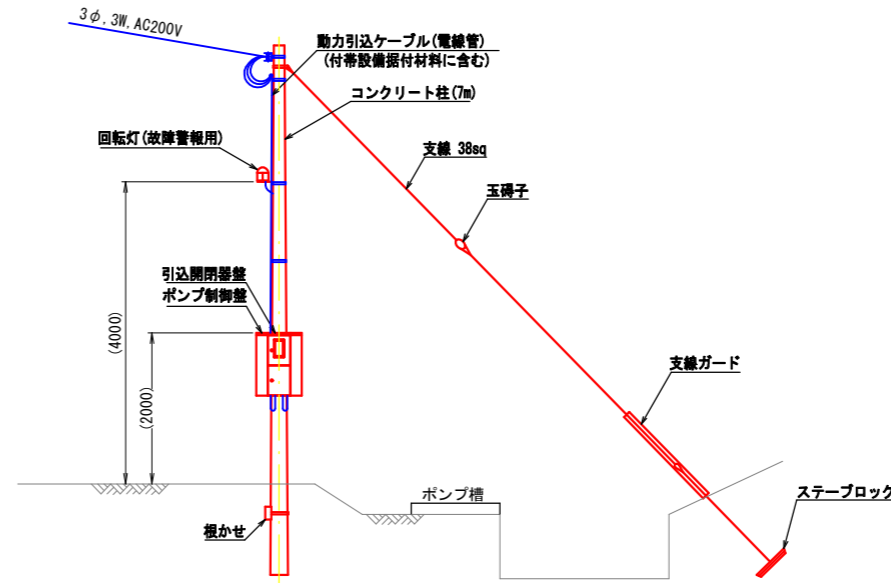 3φ, 3W, AC200V
動力引込ケーブル(電線管)
(付帯設備据付材料に含む)
コンクリート柱(7m)
回転灯(故障警報用)
支線 38sq
玉碍子
引込開閉器盤
ポンプ制御盤
(4000)
(2000)
支線ガード
ポンプ槽
ステーブロック
根かせ